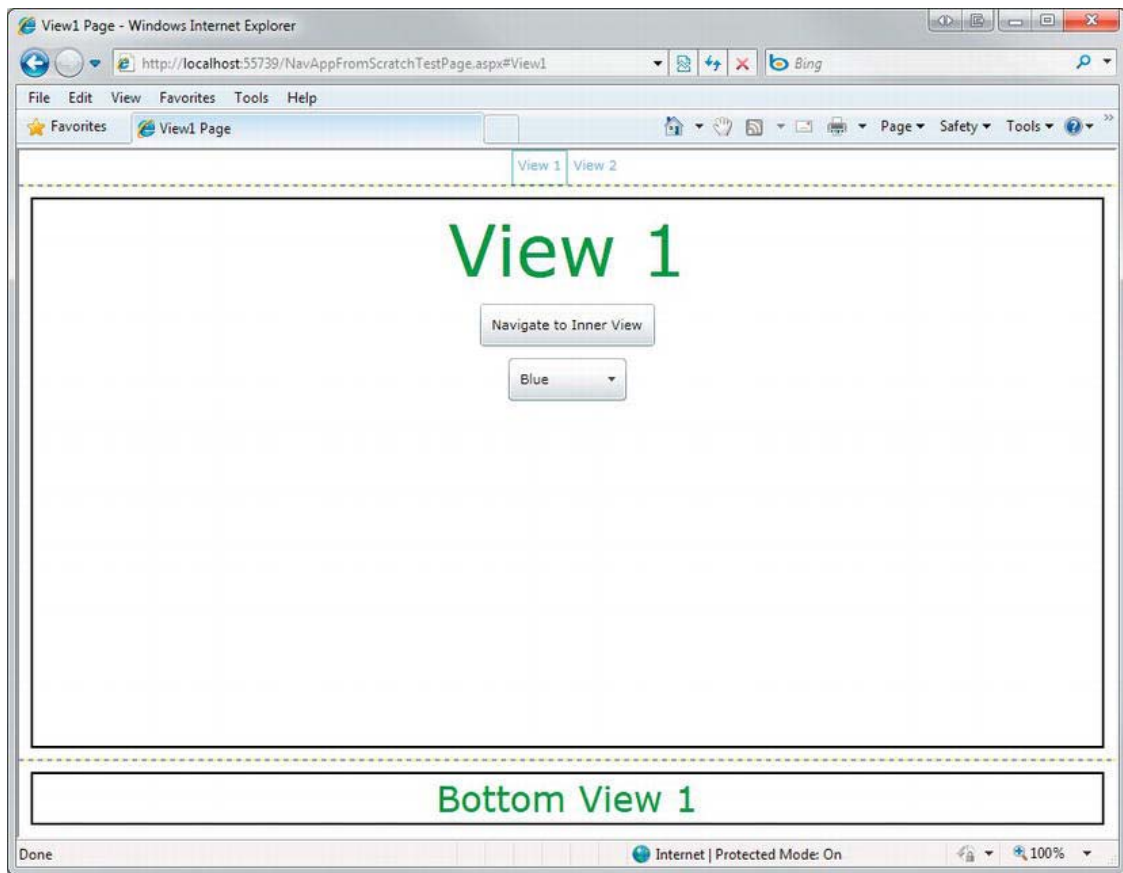 View1 Page - Windows Internet Explorer
http://localhost:55739/NavAppFromScratchTestPage.aspx#View1
Bing
File Edit View Favorites Tools Help
Favorites View1 Page Page Safety Tools
View 1 View 2
View 1
Navigate to Inner View
Blue
Bottom View 1
Done Internet | Protected Mode: On 100%